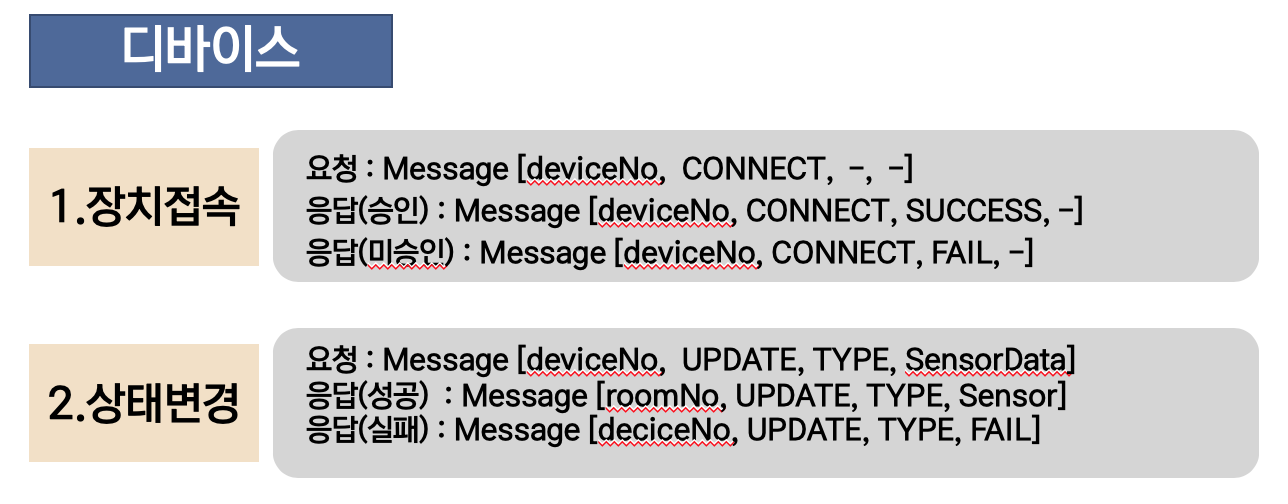 디바이스
1.장치접속
요청 : Message [deviceNo, CONNECT, -, -]
응답(승인) : Message [deviceNo, CONNECT, SUCCESS, -]
응답(미승인) : Message [deviceNo, CONNECT, FAIL, -]
2.상태변경
요청 : Message [deviceNo, UPDATE, TYPE, SensorData]
응답(성공) : Message [roomNo, UPDATE, TYPE, Sensor]
응답(실패) : Message [deciceNo, UPDATE, TYPE, FAIL]